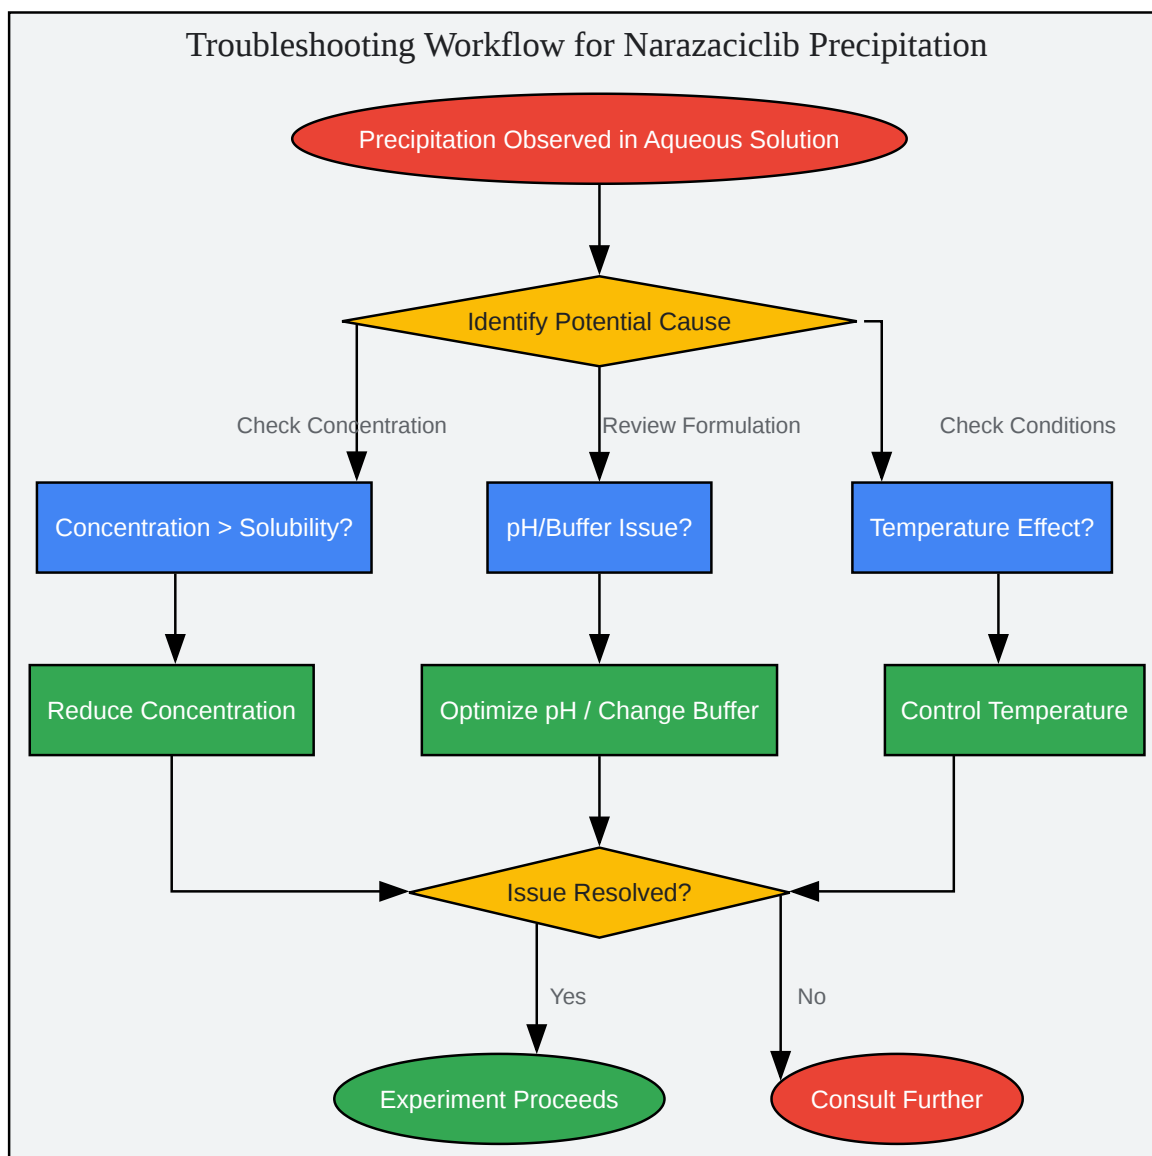 Troubleshooting Workflow for Narazaciclib Precipitation
Precipitation Observed in Aqueous Solution
Identify Potential Cause
Check Concentration
Review Formulation
Check Conditions
Concentration > Solubility?
pH/Buffer Issue?
Temperature Effect?
Reduce Concentration
Optimize pH / Change Buffer
Control Temperature
Issue Resolved?
Yes
No
Experiment Proceeds
Consult Further